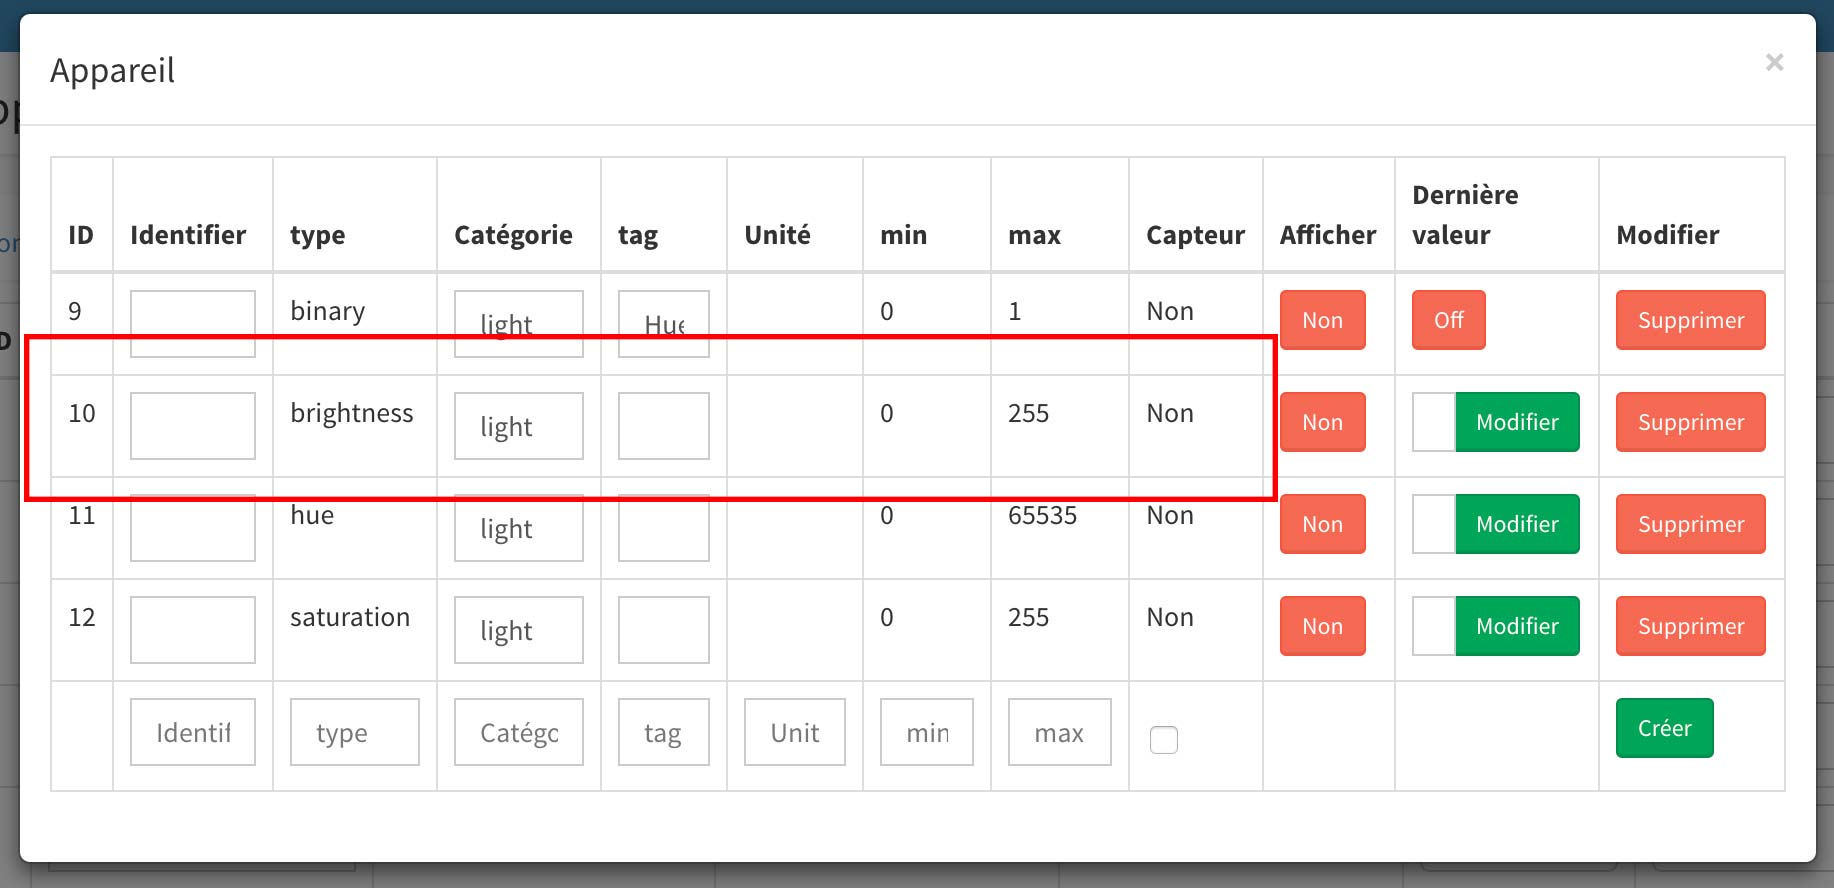 Appareil
×
ID Identifier type Catégorie tag Unité min max Capteur Afficher Dernière valeur Modifier
9 binary light Hue 0 1 Non Non Off Supprimer
10 brightness light 0 255 Non Non Modifier Supprimer
11 hue light 0 65535 Non Non Modifier Supprimer
12 saturation light 0 255 Non Non Modifier Supprimer
Identif type Catégo tag Unit min max Créer